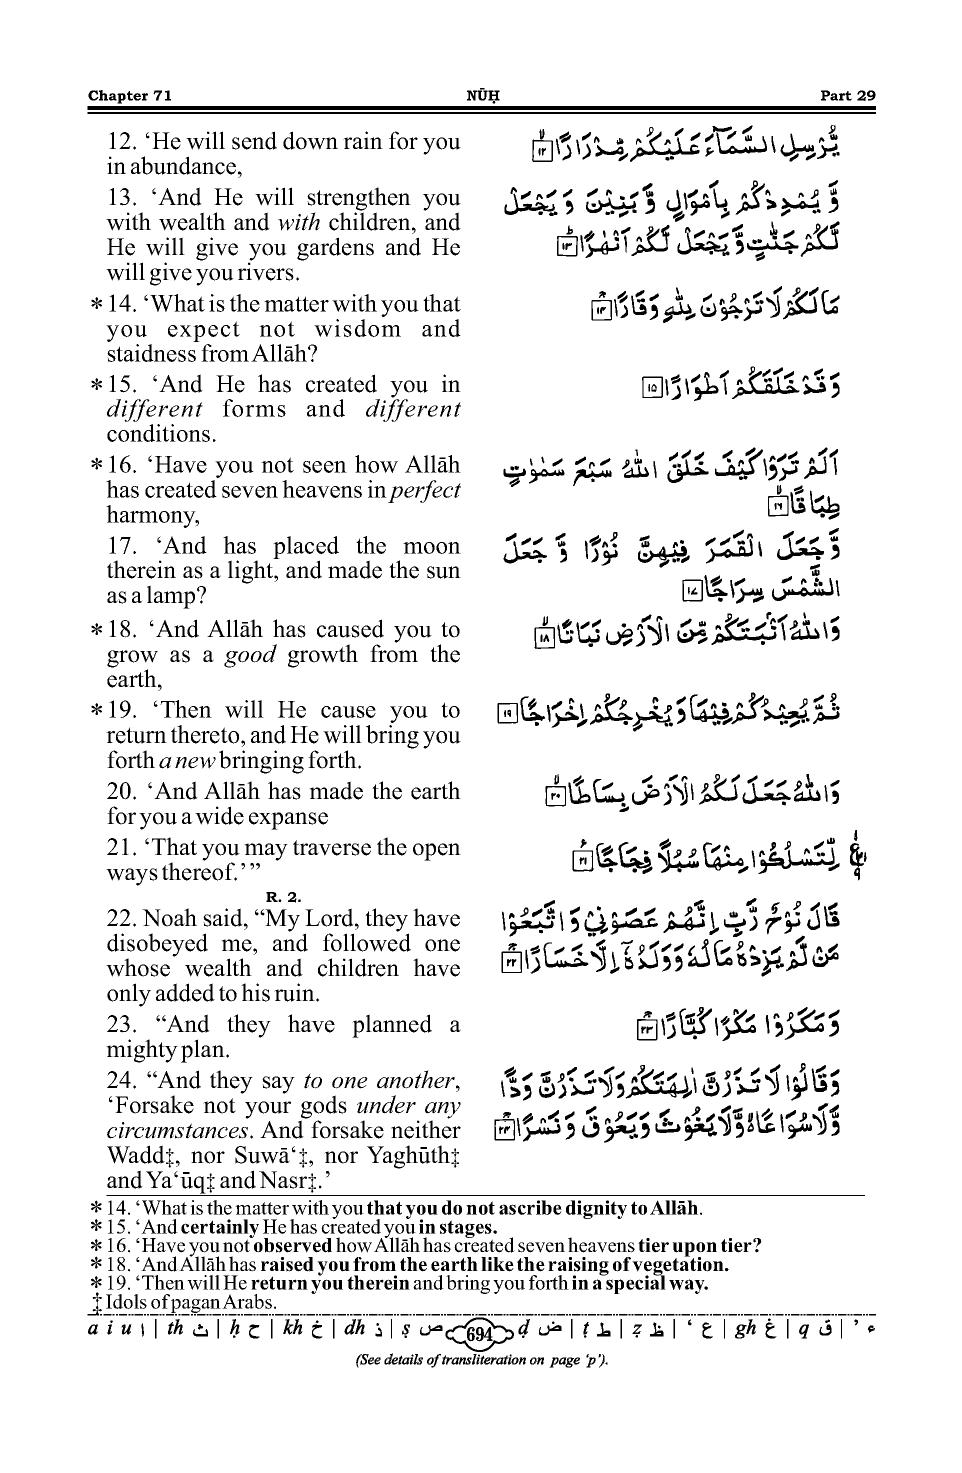 Chapter 71 NŪḤ Part 29
12. ‘He will send down rain for you
in abundance,
يُّرْسِلِ السَّمَآءَ عَلَيْكُمْ مِّدْرَارًا ۝۱۲
13. ‘And He will strengthen you
with wealth and with children, and
He will give you gardens and He
will give you rivers.
وَّ يُمْدِدْكُمْ بِاَمْوَالٍ وَّ بَنِيْنَ وَ يَجْعَلْ
لَّكُمْ جَنّٰتٍ وَّ يَجْعَلْ لَّكُمْ اَنْهٰرًا ۝۱۳
* 14. ‘What is the matter with you that
you expect not wisdom and
staidness from Allāh?
مَا لَكُمْ لَا تَرْجُوْنَ لِلّٰهِ وَقَارًا ۝۱۴
* 15. ‘And He has created you in
different forms and different
conditions.
وَ قَدْ خَلَقَكُمْ اَطْوَارًا ۝۱۵
* 16. ‘Have you not seen how Allāh
has created seven heavens in perfect
harmony,
اَلَمْ تَرَوْا كَيْفَ خَلَقَ اللّٰهُ سَبْعَ سَمٰوٰتٍ
طِبَاقًا ۝۱۶
17. ‘And has placed the moon
therein as a light, and made the sun
as a lamp?
وَّ جَعَلَ الْقَمَرَ فِيْهِنَّ نُوْرًا وَّ جَعَلَ
الشَّمْسَ سِرَاجًا ۝۱۷
* 18. ‘And Allāh has caused you to
grow as a good growth from the
earth,
وَ اللّٰهُ اَنْۢبَتَكُمْ مِّنَ الْاَرْضِ نَبَاتًا ۝۱۸
* 19. ‘Then will He cause you to
return thereto, and He will bring you
forth a new bringing forth.
ثُمَّ يُعِيْدُكُمْ فِيْهَا وَ يُخْرِجُكُمْ اِخْرَاجًا ۝۱۹
20. ‘And Allāh has made the earth
for you a wide expanse
وَ اللّٰهُ جَعَلَ لَكُمُ الْاَرْضَ بِسَاطًا ۝۲۰
21. ‘That you may traverse the open
ways thereof.’ ”
لِّتَسْلُكُوْا مِنْهَا سُبُلًا فِجَاجًا ۝۲۱
R. 2.
22. Noah said, “My Lord, they have
disobeyed me, and followed one
whose wealth and children have
only added to his ruin.
قَالَ نُوْحٌ رَّبِّ اِنَّهُمْ عَصَوْنِيْ وَ اتَّبَعُوْا
مَنْ لَّمْ يَزِدْهُ مَالُهٗ وَ وَلَدُهٗۤ اِلَّا خَسَارًا ۝۲۲
23. “And they have planned a
mighty plan.
وَ مَكَرُوْا مَكْرًا كُبَّارًا ۝۲۳
24. “And they say to one another,
‘Forsake not your gods under any
circumstances. And forsake neither
Wadd‡, nor Suwā‘‡, nor Yaghūth‡
and Ya‘ūq‡ and Nasr‡.’
وَ قَالُوْا لَا تَذَرُنَّ اٰلِهَتَكُمْ وَ لَا تَذَرُنَّ وَدًّا
وَّ لَا سُوَاعًا ۙ وَّ لَا يَغُوْثَ وَ يَعُوْقَ وَ نَسْرًا ۝۲۴
* 14. ‘What is the matter with you that you do not ascribe dignity to Allāh.
* 15. ‘And certainly He has created you in stages.
* 16. ‘Have you not observed how Allāh has created seven heavens tier upon tier?
* 18. ‘And Allāh has raised you from the earth like the raising of vegetation.
* 19. ‘Then will He return you therein and bring you forth in a special way.
‡ Idols of pagan Arabs.
a i u ا | th ث | ḥ ح | kh خ | dh ذ | ṣ ص 694 ḍ ض | ṭ ط | ẓ ظ | ‘ ع | gh غ | q ق | ’ ء
(See details of transliteration on page ‘p’).